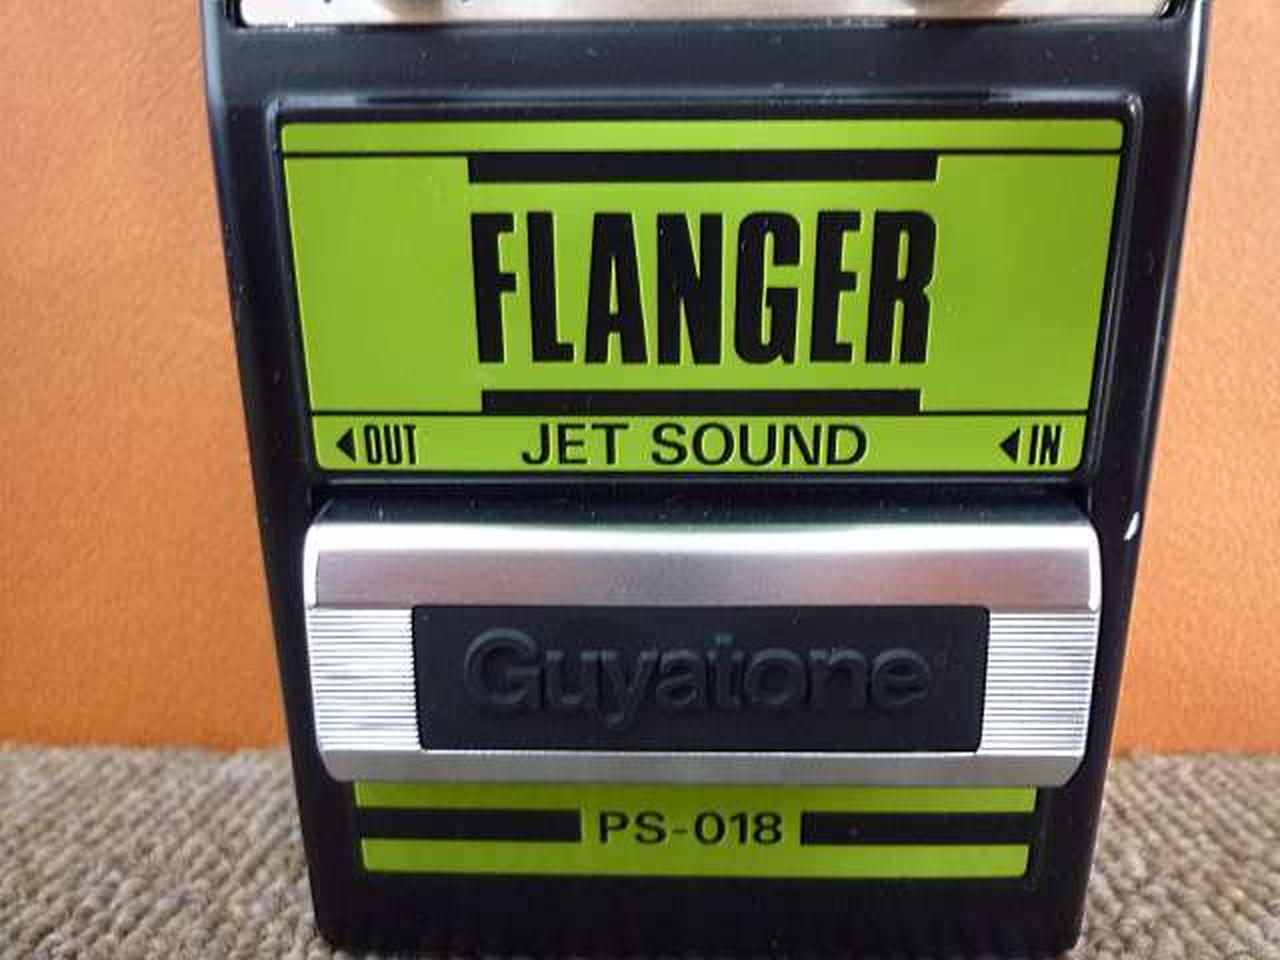 FLANGER
◀OUT JET SOUND ◀IN
Guyatone
PS-018